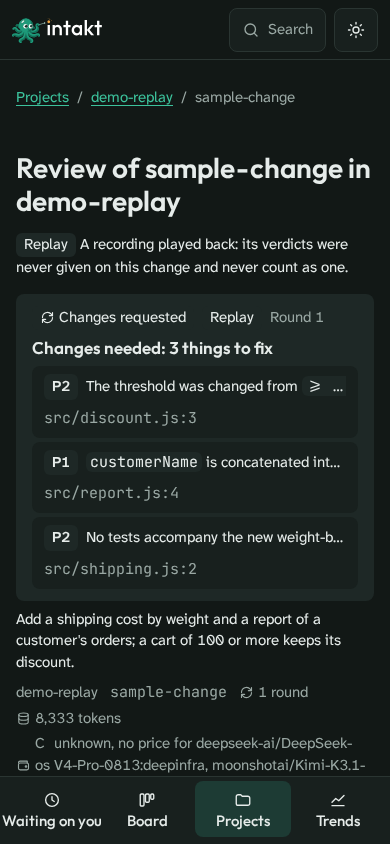 intakt
Search
Projects / demo-replay / sample-change
Review of sample-change in
demo-replay
Replay A recording played back: its verdicts were
never given on this change and never count as one.
Changes requested Replay Round 1
Changes needed: 3 things to fix
P2 The threshold was changed from >= …
src/discount.js:3
P1 customerName is concatenated int…
src/report.js:4
P2 No tests accompany the new weight-b…
src/shipping.js:2
Add a shipping cost by weight and a report of a
customer's orders; a cart of 100 or more keeps its
discount.
demo-replay sample-change 1 round
8,333 tokens
C unknown, no price for deepseek-ai/DeepSeek-
os V4-Pro-0813:deepinfra, moonshotai/Kimi-K3.1-
Waiting on you Board Projects Trends